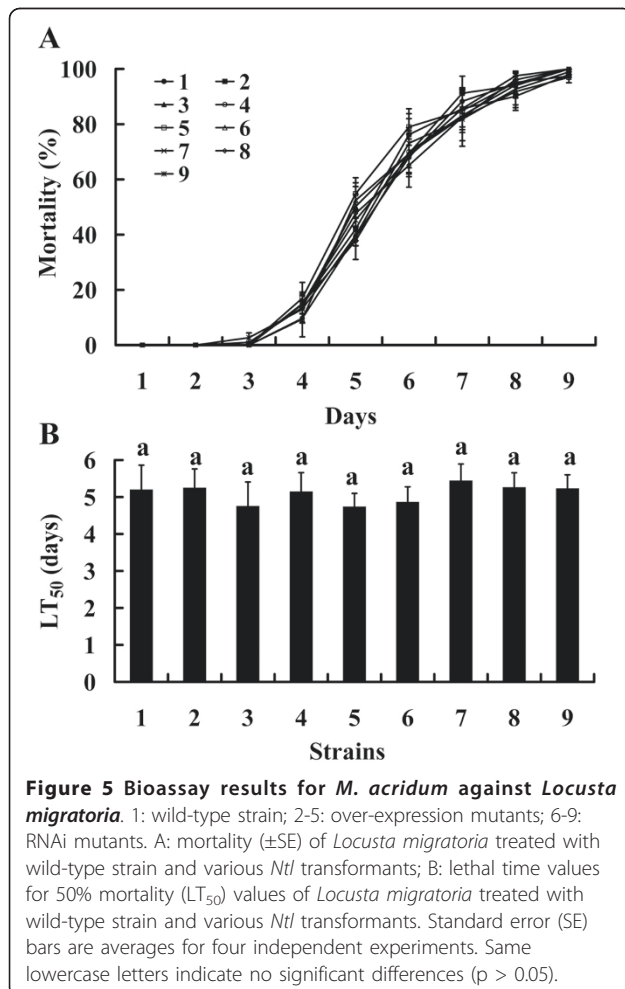 A
100
80
60
40
20
0
Mortality (%)
1 2
3 4
5 6
7 8
9
1 2 3 4 5 6 7 8 9
Days
B
6
5
4
3
2
1
0
LT50 (days)
a a a a a a a a a
1 2 3 4 5 6 7 8 9
Strains
Figure 5 Bioassay results for M. acridum against Locusta
migratoria. 1: wild-type strain; 2-5: over-expression mutants; 6-9:
RNAi mutants. A: mortality (±SE) of Locusta migratoria treated with
wild-type strain and various Ntl transformants; B: lethal time values
for 50% mortality (LT50) values of Locusta migratoria treated with
wild-type strain and various Ntl transformants. Standard error (SE)
bars are averages for four independent experiments. Same
lowercase letters indicate no significant differences (p > 0.05).